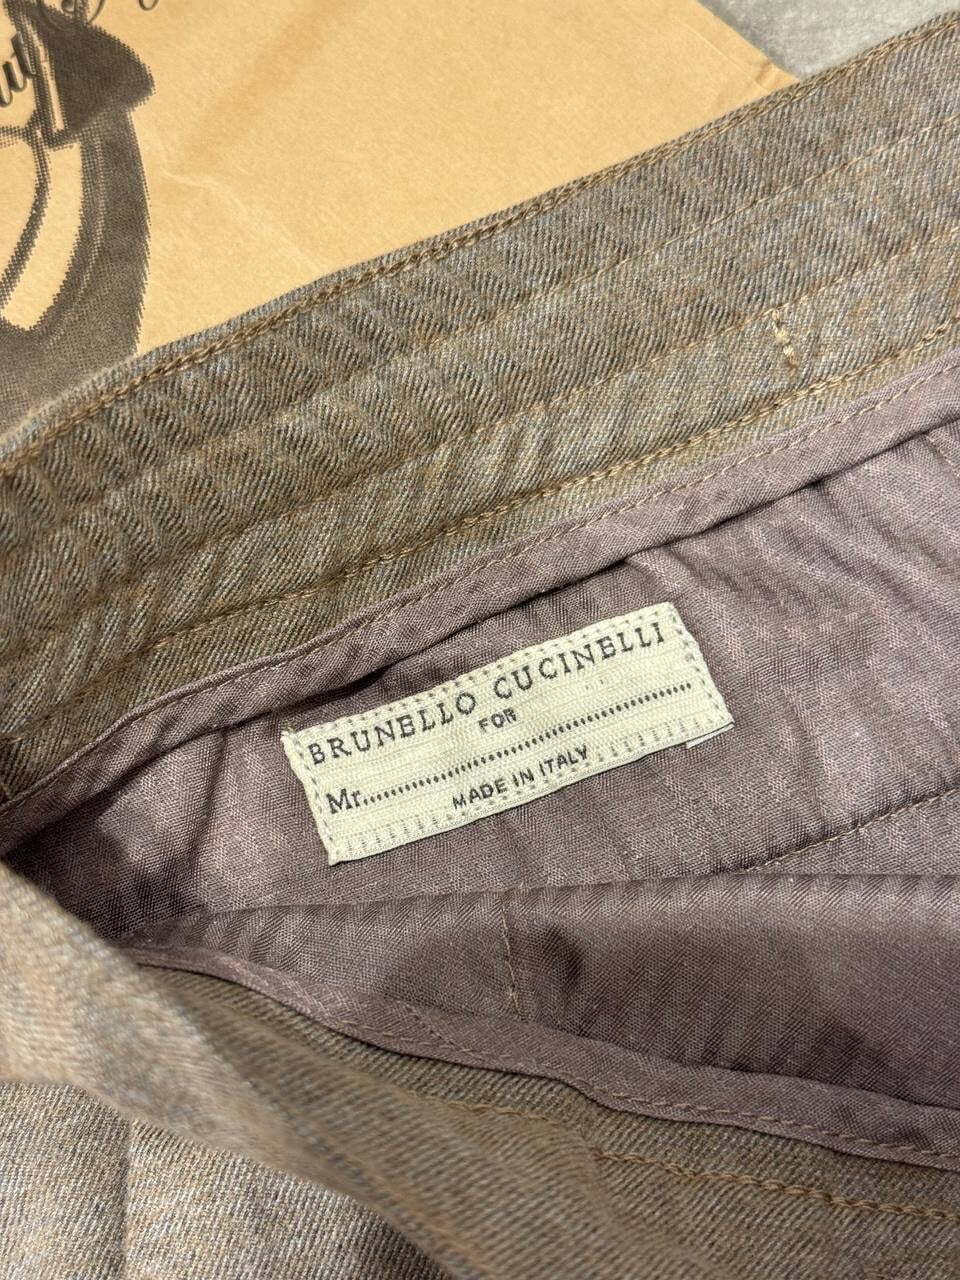 BRUNELLO CUCINELLI
FOR
Mr.................................................
MADE IN ITALY